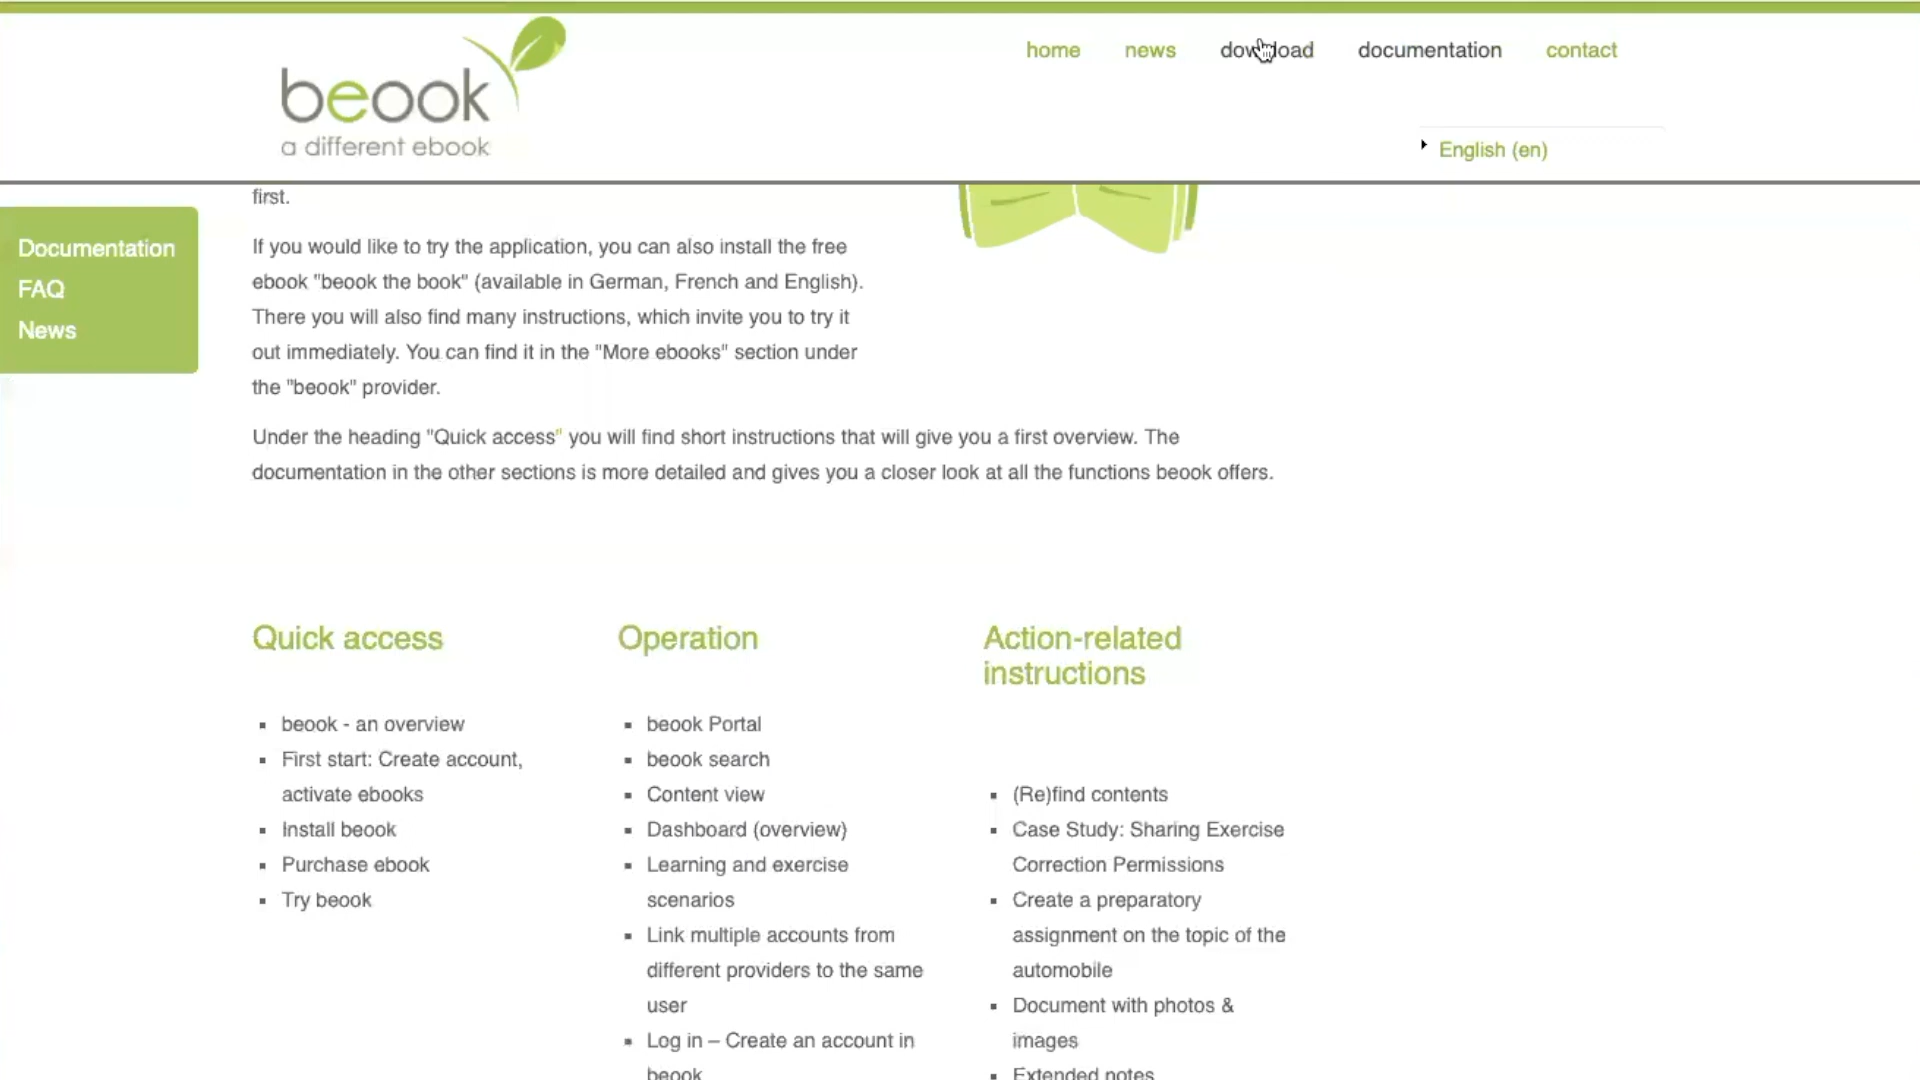 beook
a different ebook
home news download documentation contact
English (en)
Documentation
FAQ
News
first.
If you would like to try the application, you can also install the free
ebook "beook the book" (available in German, French and English).
There you will also find many instructions, which invite you to try it
out immediately. You can find it in the "More ebooks" section under
the "beook" provider.
Under the heading "Quick access" you will find short instructions that will give you a first overview. The
documentation in the other sections is more detailed and gives you a closer look at all the functions beook offers.
Quick access
beook - an overview
First start: Create account,
activate ebooks
Install beook
Purchase ebook
Try beook
Operation
beook Portal
beook search
Content view
Dashboard (overview)
Learning and exercise
scenarios
Link multiple accounts from
different providers to the same
user
Log in – Create an account in
beook
Action-related
instructions
(Re)find contents
Case Study: Sharing Exercise
Correction Permissions
Create a preparatory
assignment on the topic of the
automobile
Document with photos &
images
Extended notes